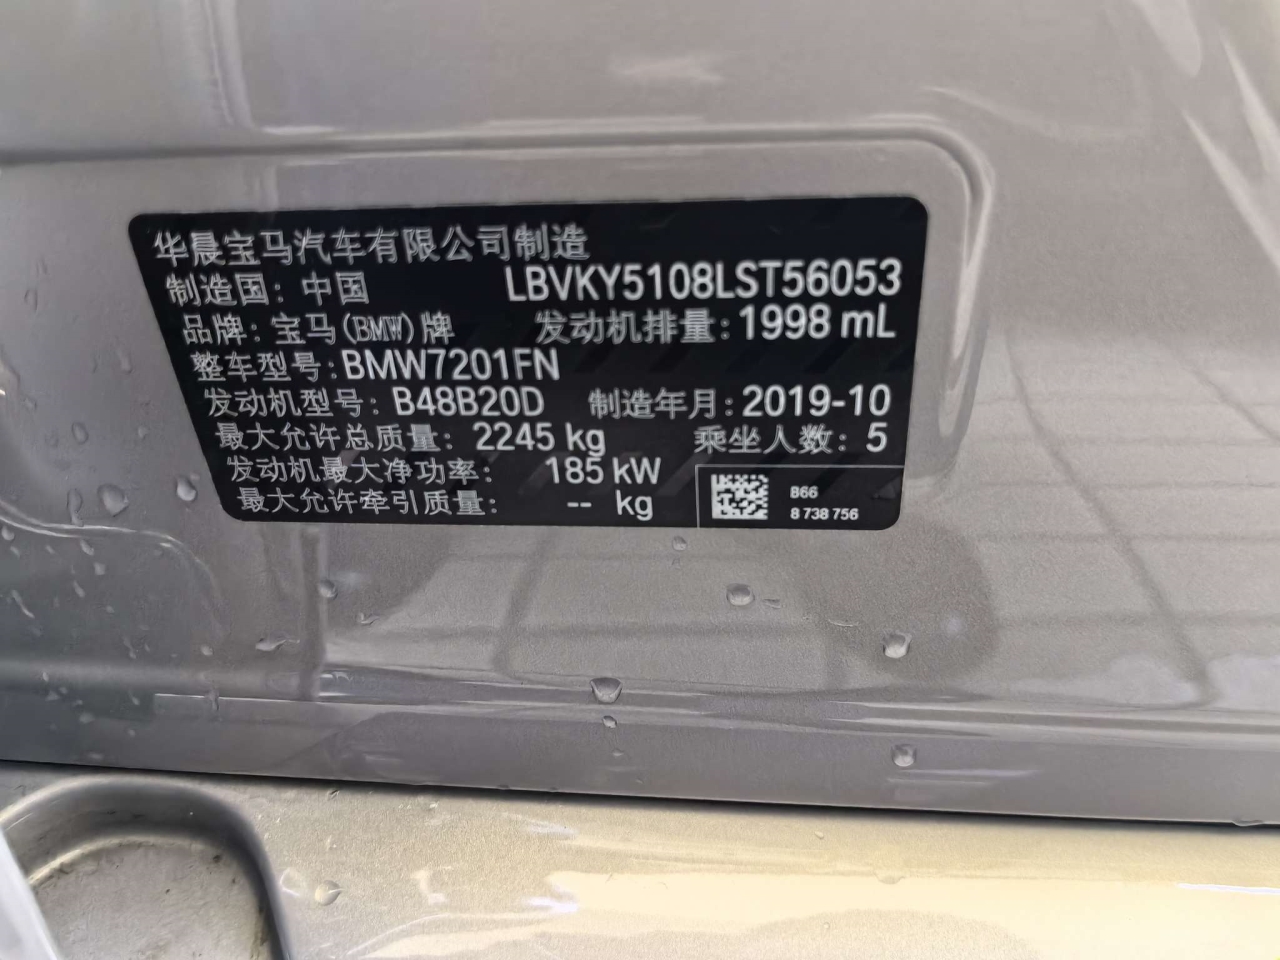 华晨宝马汽车有限公司制造
制造国：中国 LBVKY5108LST56053
品牌：宝马(BMW)牌 发动机排量：1998 mL
整车型号：BMW7201FN
发动机型号：B48B20D 制造年月：2019-10
最大允许总质量：2245 kg 乘坐人数：5
发动机最大净功率：185 kW
最大允许牵引质量：-- kg
B66
8 738 756